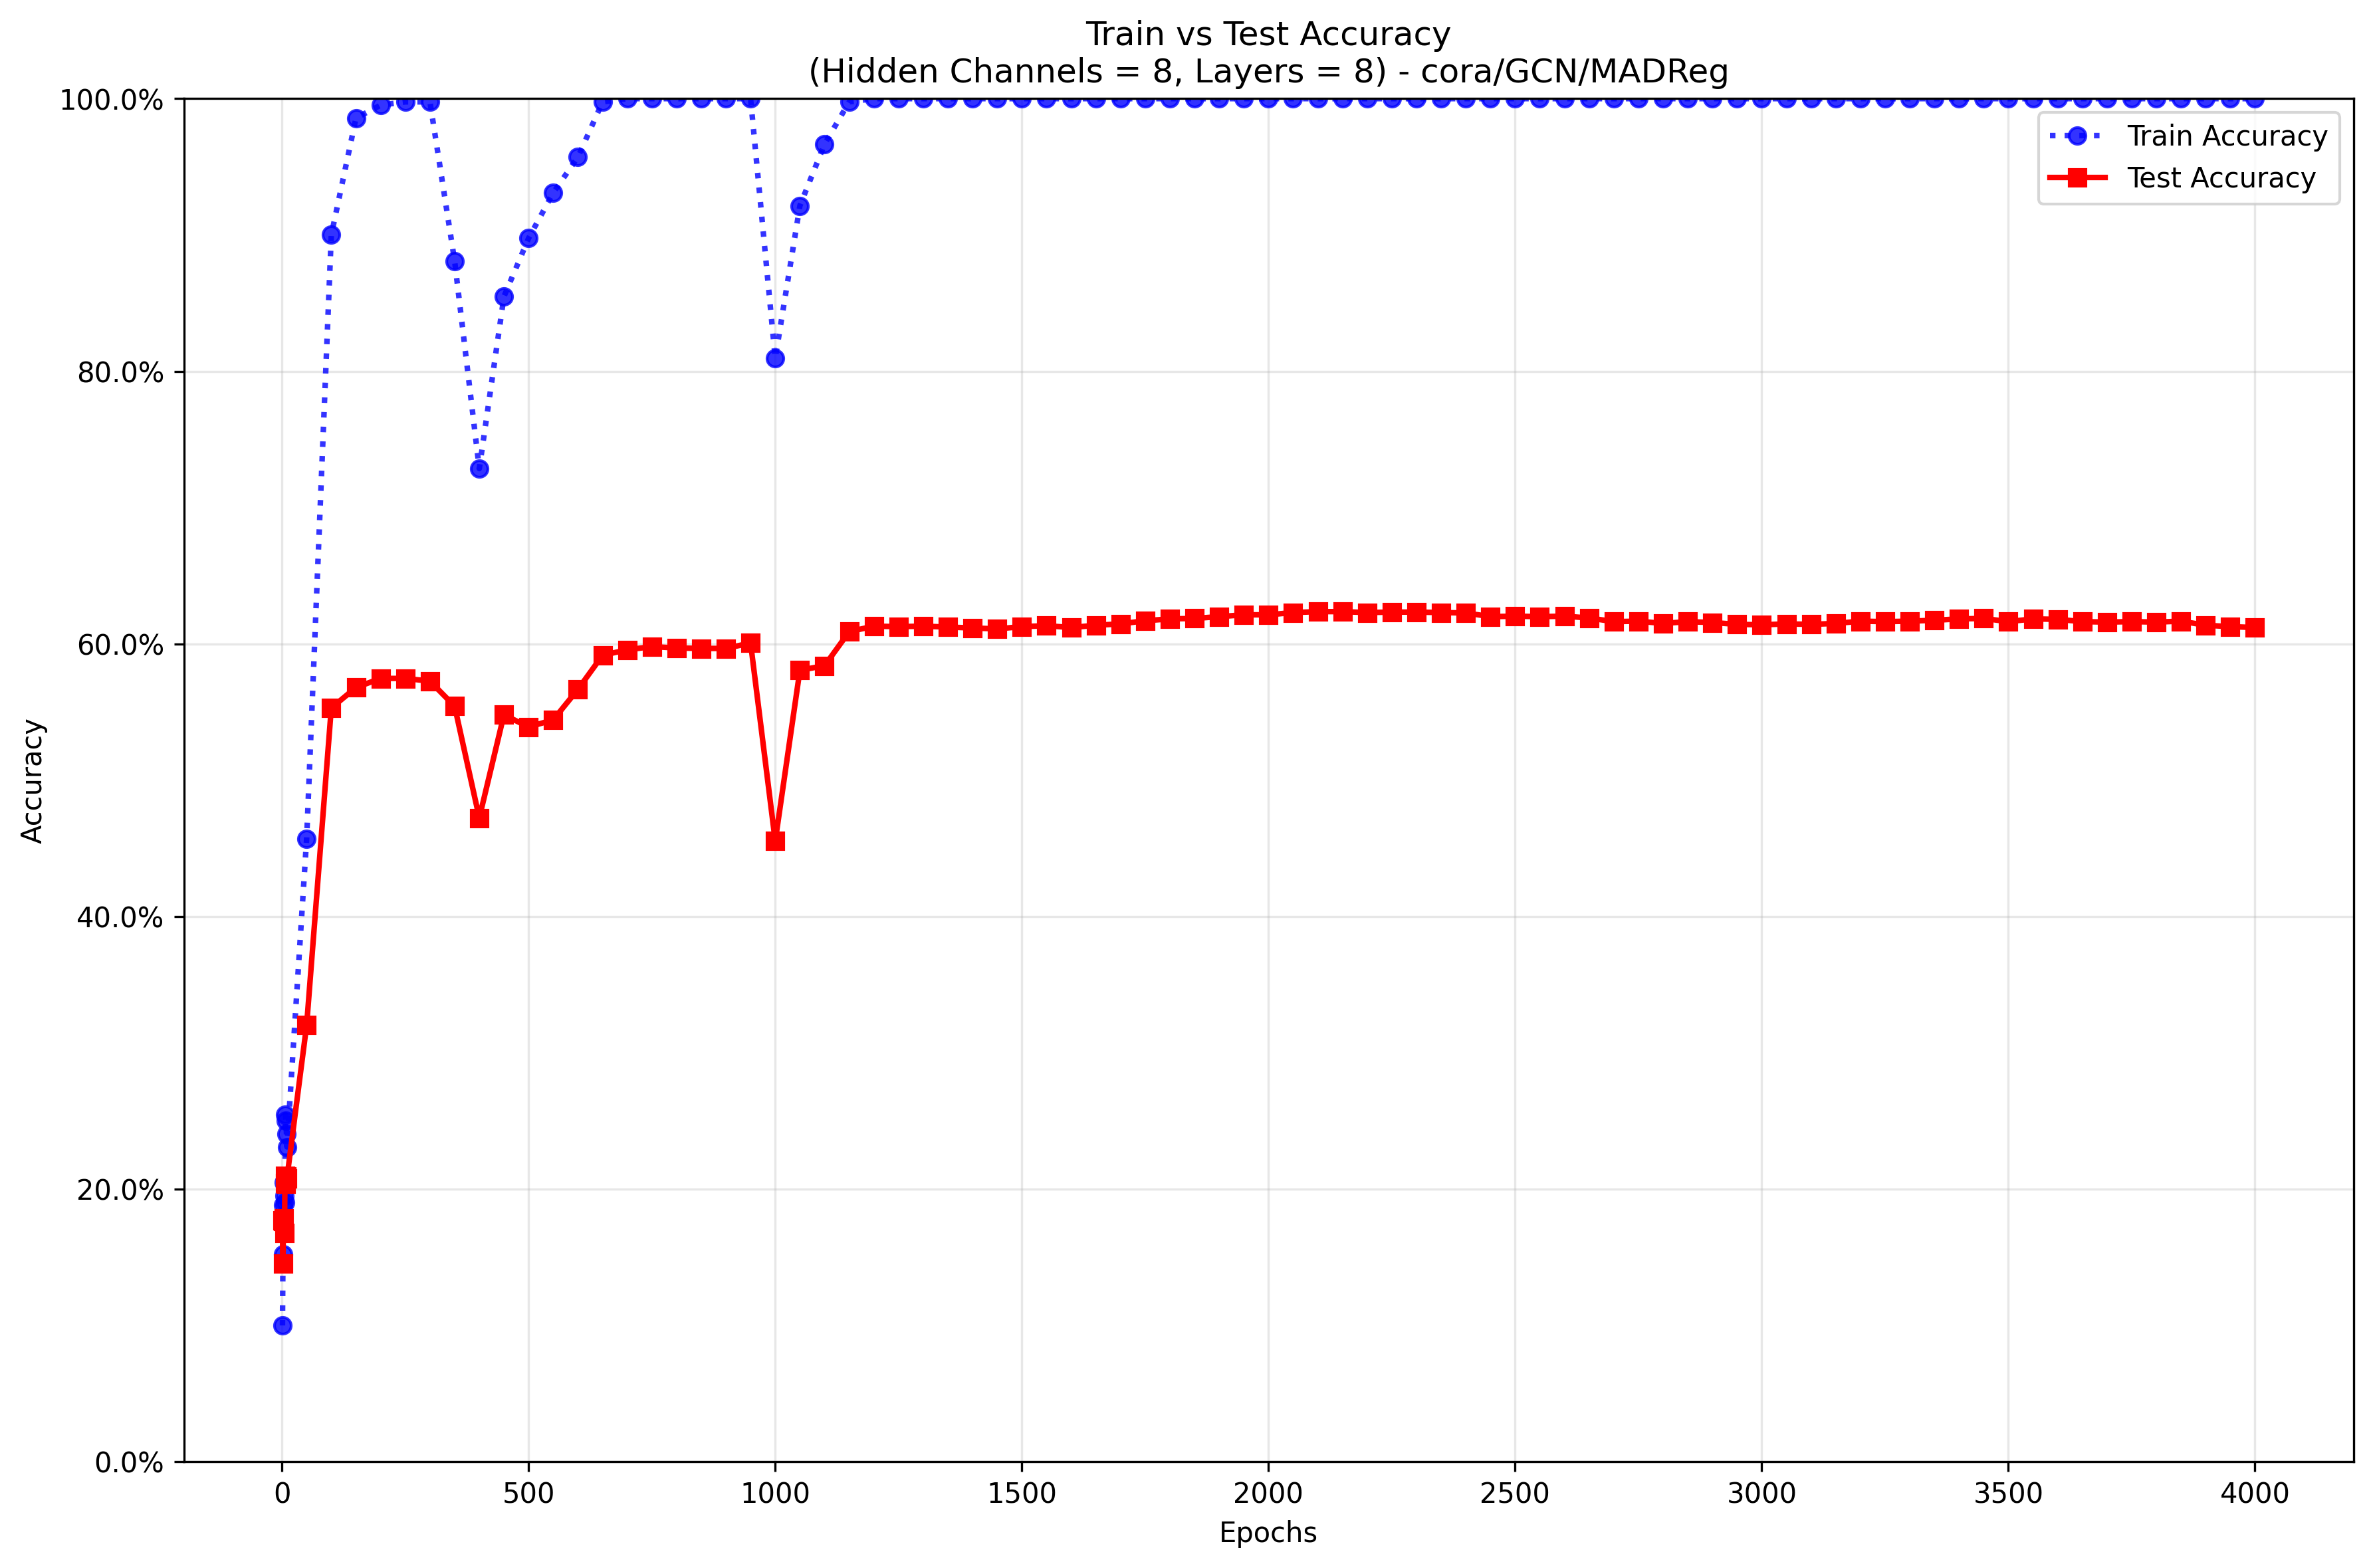 Train vs Test Accuracy
(Hidden Channels = 8, Layers = 8) - cora/GCN/MADReg
100.0%
80.0%
60.0%
40.0%
20.0%
0.0%
Accuracy
Train Accuracy
Test Accuracy
0 500 1000 1500 2000 2500 3000 3500 4000
Epochs